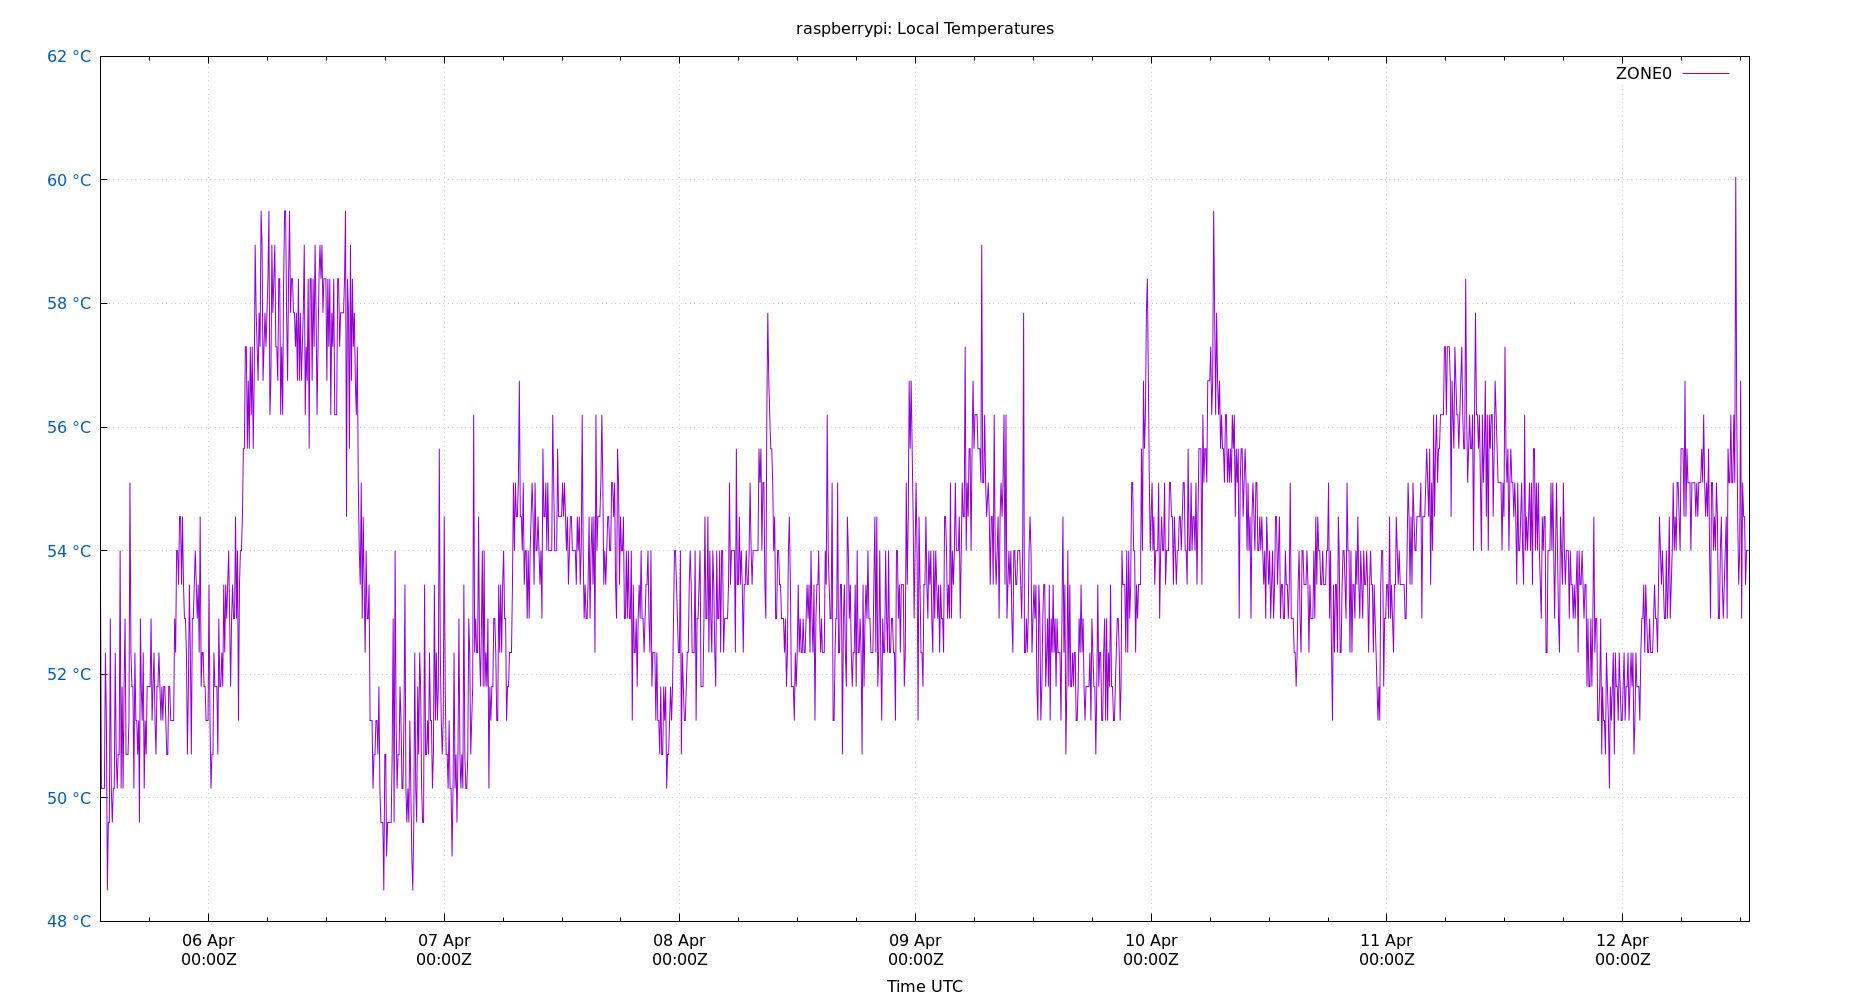 raspberrypi: Local Temperatures
62 °C
ZONE0
60 °C
58 °C
56 °C
54 °C
52 °C
50 °C
48 °C
06 Apr 07 Apr 08 Apr 09 Apr 10 Apr 11 Apr 12 Apr
00:00Z 00:00Z 00:00Z 00:00Z 00:00Z 00:00Z 00:00Z
Time UTC